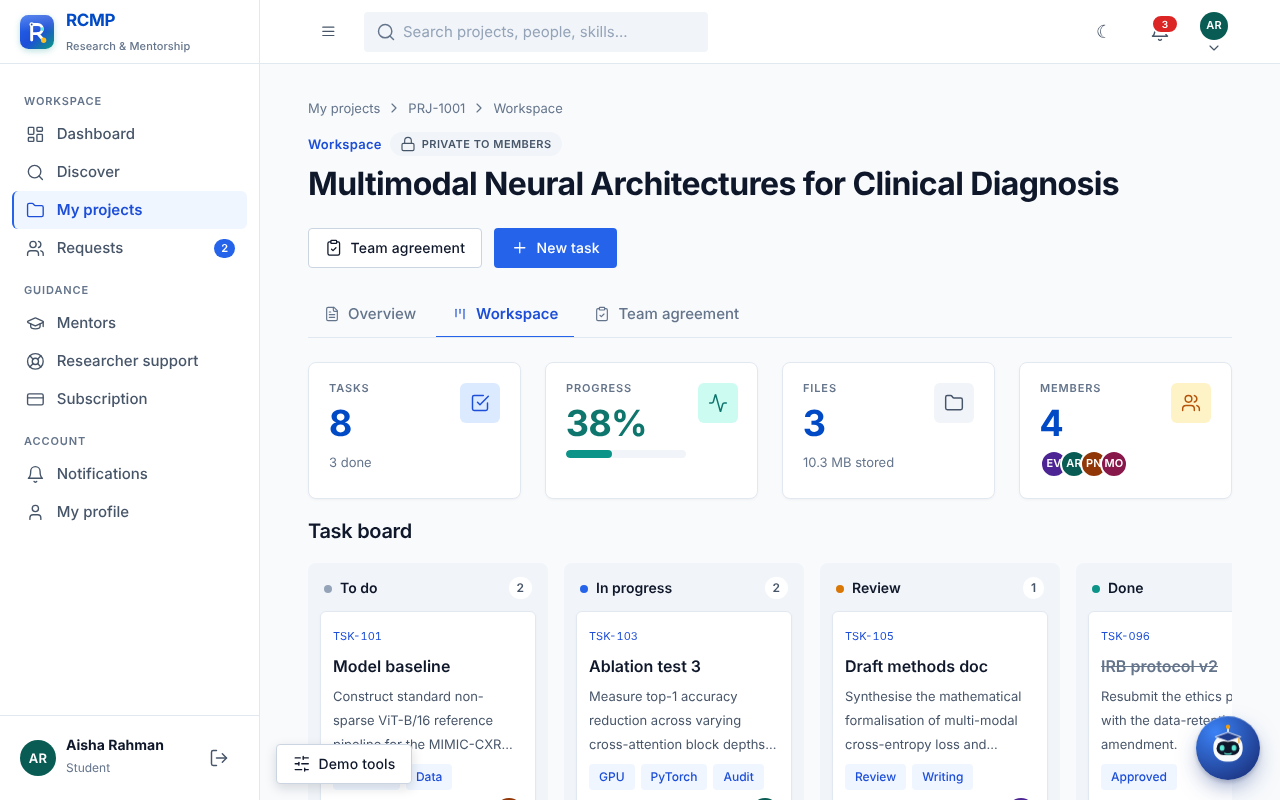 RCMP
Research & Mentorship
Search projects, people, skills...
3
AR
WORKSPACE
Dashboard
Discover
My projects
Requests
2
GUIDANCE
Mentors
Researcher support
Subscription
ACCOUNT
Notifications
My profile
AR
Aisha Rahman
Student
My projects > PRJ-1001 > Workspace
Workspace
PRIVATE TO MEMBERS
Multimodal Neural Architectures for Clinical Diagnosis
Team agreement
New task
Overview
Workspace
Team agreement
TASKS
8
3 done
PROGRESS
38%
FILES
3
10.3 MB stored
MEMBERS
4
EV AR PN MO
Task board
To do
2
TSK-101
Model baseline
Construct standard non-
sparse ViT-B/16 reference
pipeline for the MIMIC-CXR...
Data
In progress
2
TSK-103
Ablation test 3
Measure top-1 accuracy
reduction across varying
cross-attention block depths...
GPU
PyTorch
Audit
Review
1
TSK-105
Draft methods doc
Synthesise the mathematical
formalisation of multi-modal
cross-entropy loss and...
Review
Writing
Done
TSK-096
IRB protocol v2
Resubmit the ethics
with the
amendment.
Approved
Demo tools